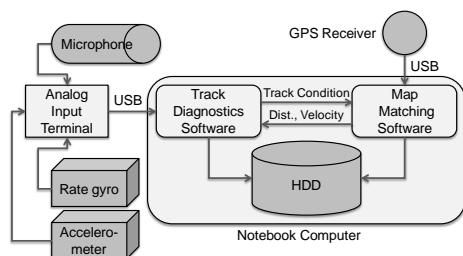 Microphone
GPS Receiver
USB
Analog
Input
Terminal
USB
Track
Diagnostics
Software
Track Condition
Dist., Velocity
Map
Matching
Software
HDD
Rate gyro
Accelero-
meter
Notebook Computer